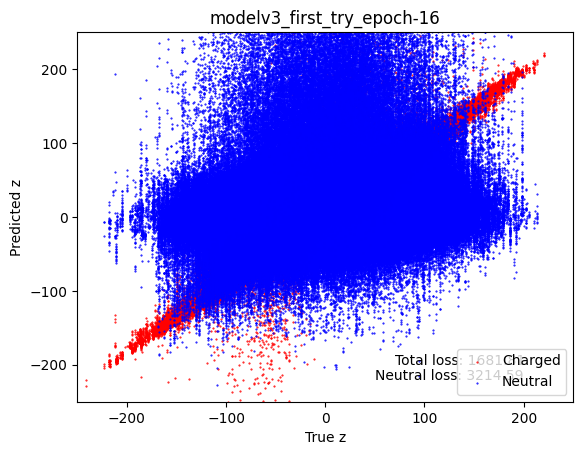 modelv3_first_try_epoch-16
200
100
0
−100
−200
Predicted z
−200
−100
0
100
200
True z
Total loss: 1681
Neutral loss: 3214.59
Charged
Neutral